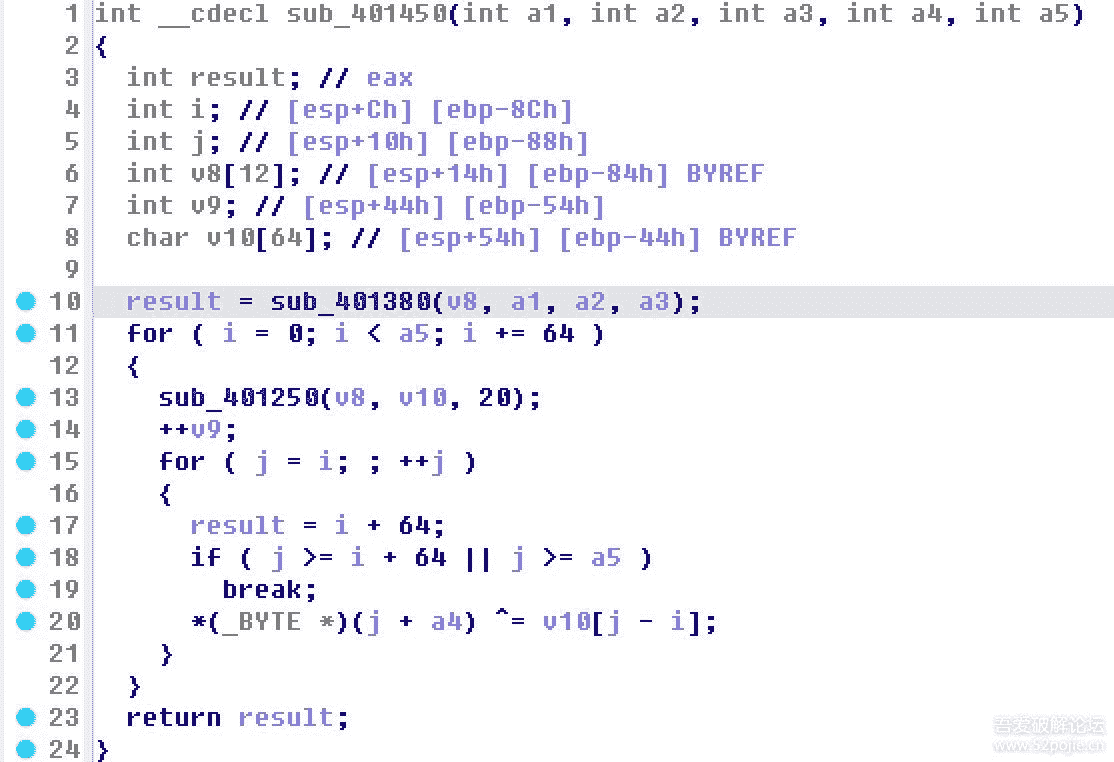 1 int __cdecl sub_401450(int a1, int a2, int a3, int a4, int a5)
2 {
3   int result; // eax
4   int i; // [esp+Ch] [ebp-8Ch]
5   int j; // [esp+10h] [ebp-88h]
6   int v8[12]; // [esp+14h] [ebp-84h] BYREF
7   int v9; // [esp+44h] [ebp-54h]
8   char v10[64]; // [esp+54h] [ebp-44h] BYREF
9
10   result = sub_401380(v8, a1, a2, a3);
11   for ( i = 0; i < a5; i += 64 )
12   {
13     sub_401250(v8, v10, 20);
14     ++v9;
15     for ( j = i; ; ++j )
16     {
17       result = i + 64;
18       if ( j >= i + 64 || j >= a5 )
19         break;
20       *(_BYTE *)(j + a4) ^= v10[j - i];
21     }
22   }
23   return result;
24 }
吾爱破解论坛
www.52pojie.cn